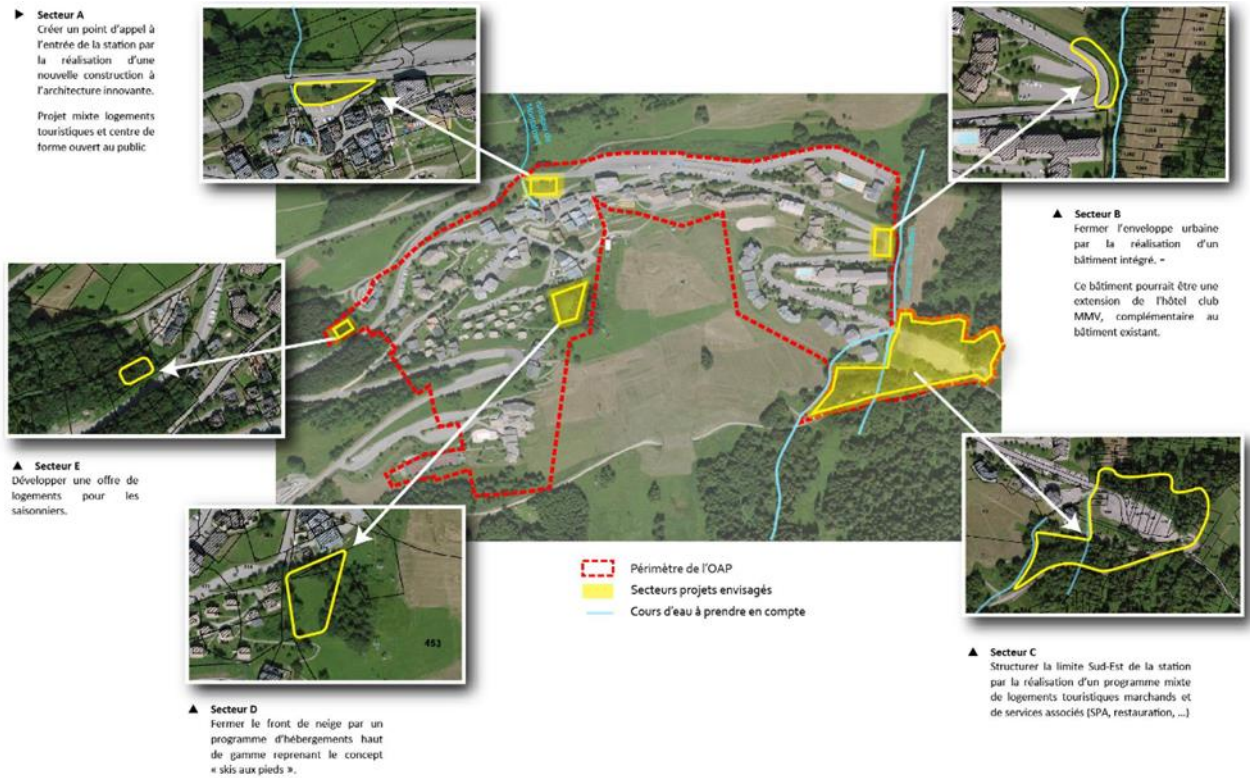 ▶ Secteur A
Créer un point d'appel à
l'entrée de la station par
la réalisation d'une
nouvelle construction à
l'architecture innovante.
Projet mixte logements
touristiques et centre de
forme ouvert au public
▲ Secteur B
Fermer l'enveloppe urbaine
par la réalisation d'un
bâtiment intégré. -
Ce bâtiment pourrait être une
extension de l'hôtel club
MMV, complémentaire au
bâtiment existant.
▲ Secteur E
Développer une offre de
logements pour les
saisonniers.
453
Périmètre de l'OAP
Secteurs projets envisagés
Cours d'eau à prendre en compte
▲ Secteur D
Fermer le front de neige par un
programme d'hébergements haut
de gamme reprenant le concept
« skis aux pieds ».
▲ Secteur C
Structurer la limite Sud-Est de la station
par la réalisation d'un programme mixte
de logements touristiques marchands et
de services associés (SPA, restauration, ...)